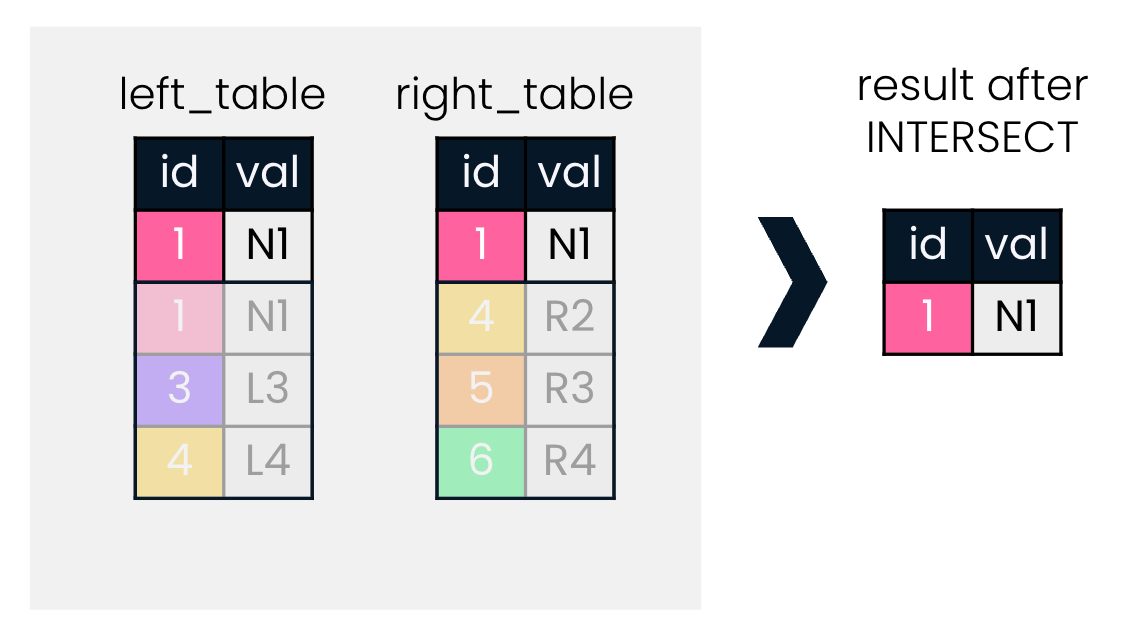 left_table
id val
1 N1
1 N1
3 L3
4 L4
right_table
id val
1 N1
4 R2
5 R3
6 R4
result after
INTERSECT
id val
1 N1